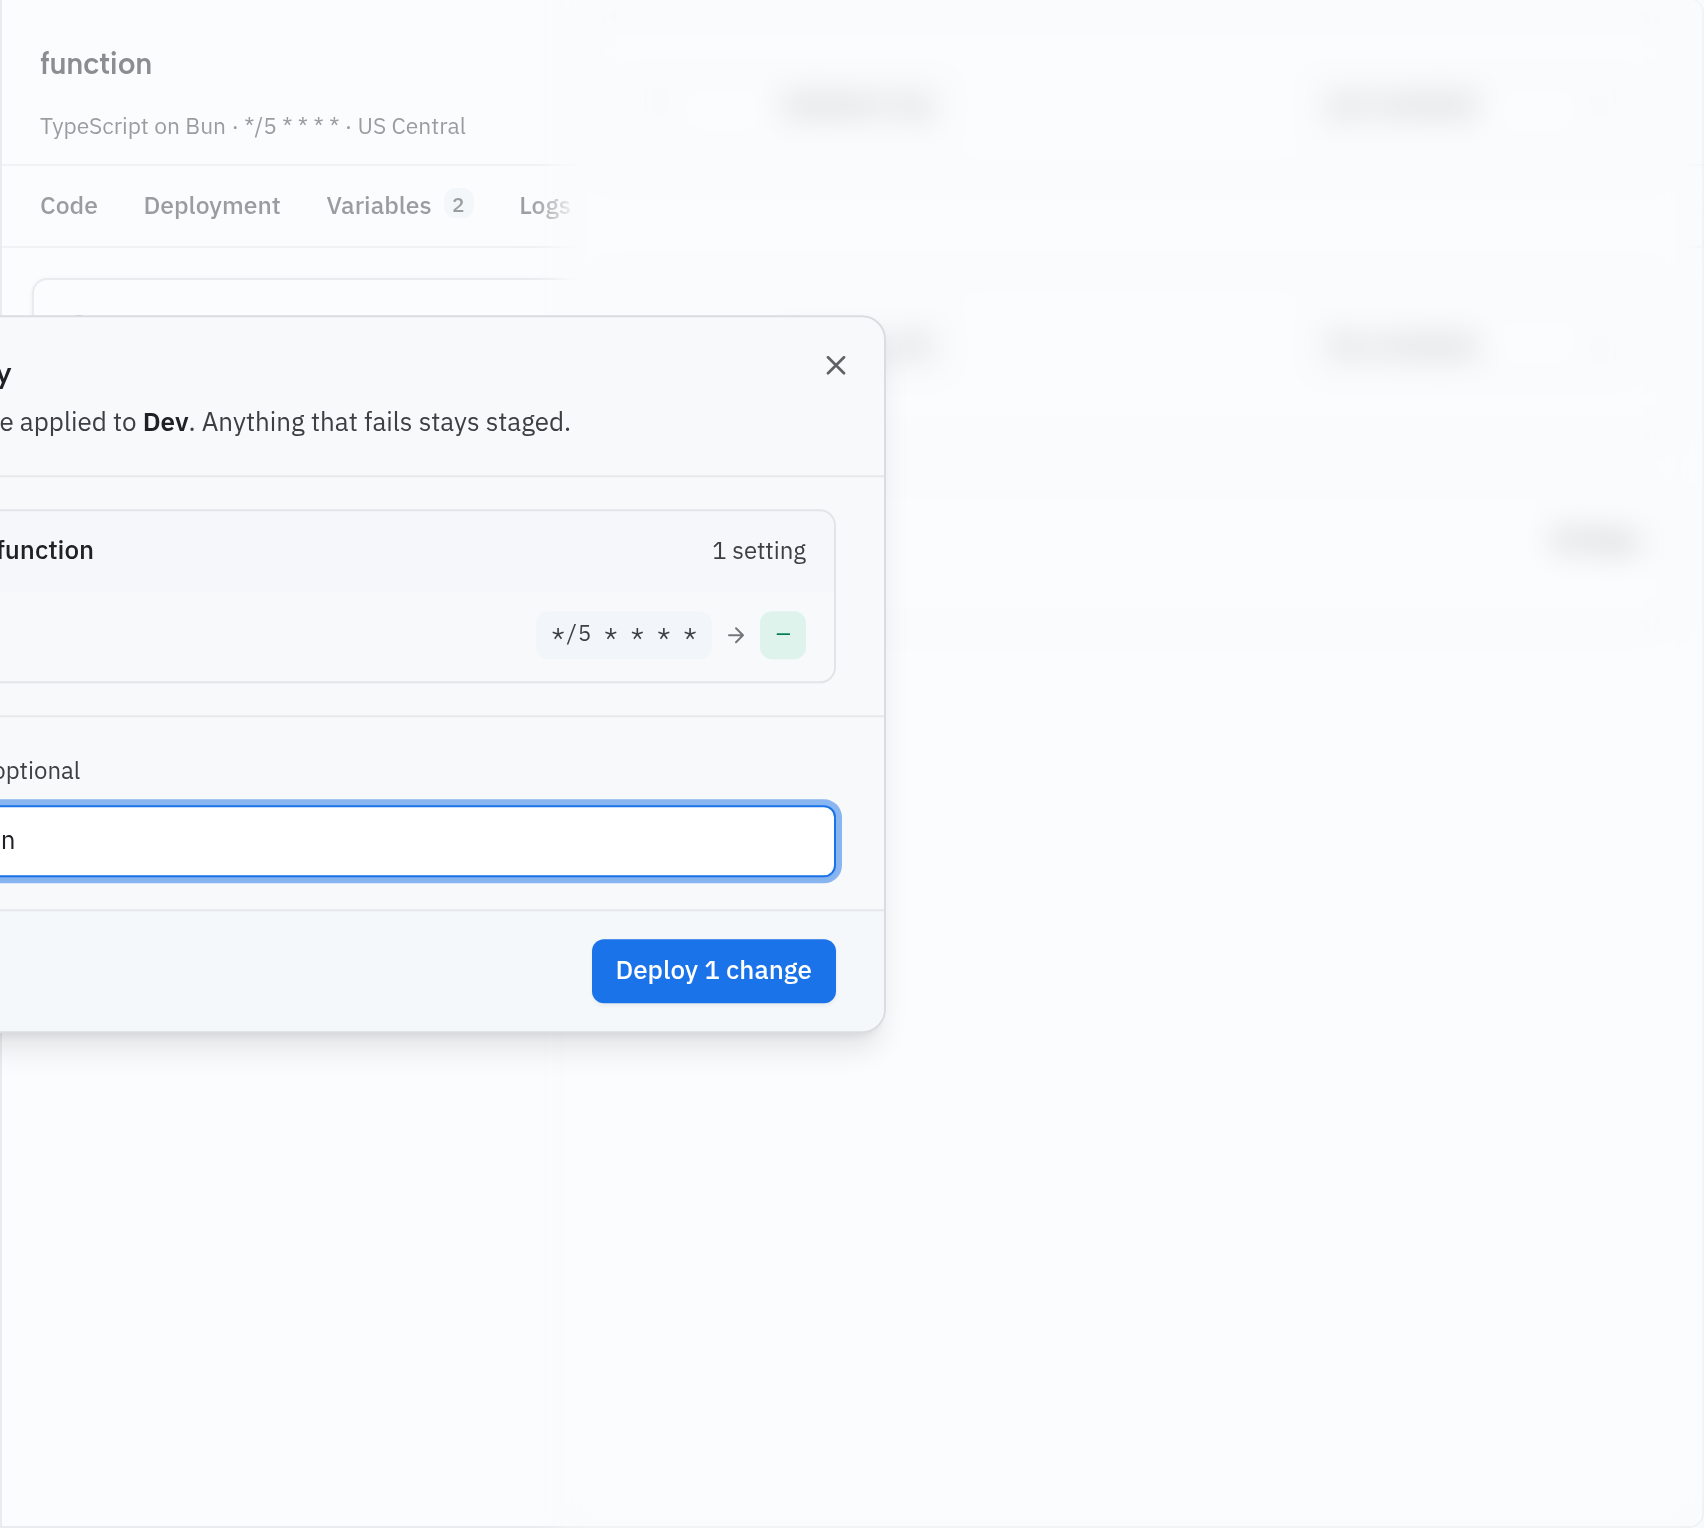 function
TypeScript on Bun · */5 * * * * · US Central
Code Deployment Variables 2 Logs
y
e applied to Dev. Anything that fails stays staged.
function 1 setting
*/5 * * * * → —
optional
n
Deploy 1 change